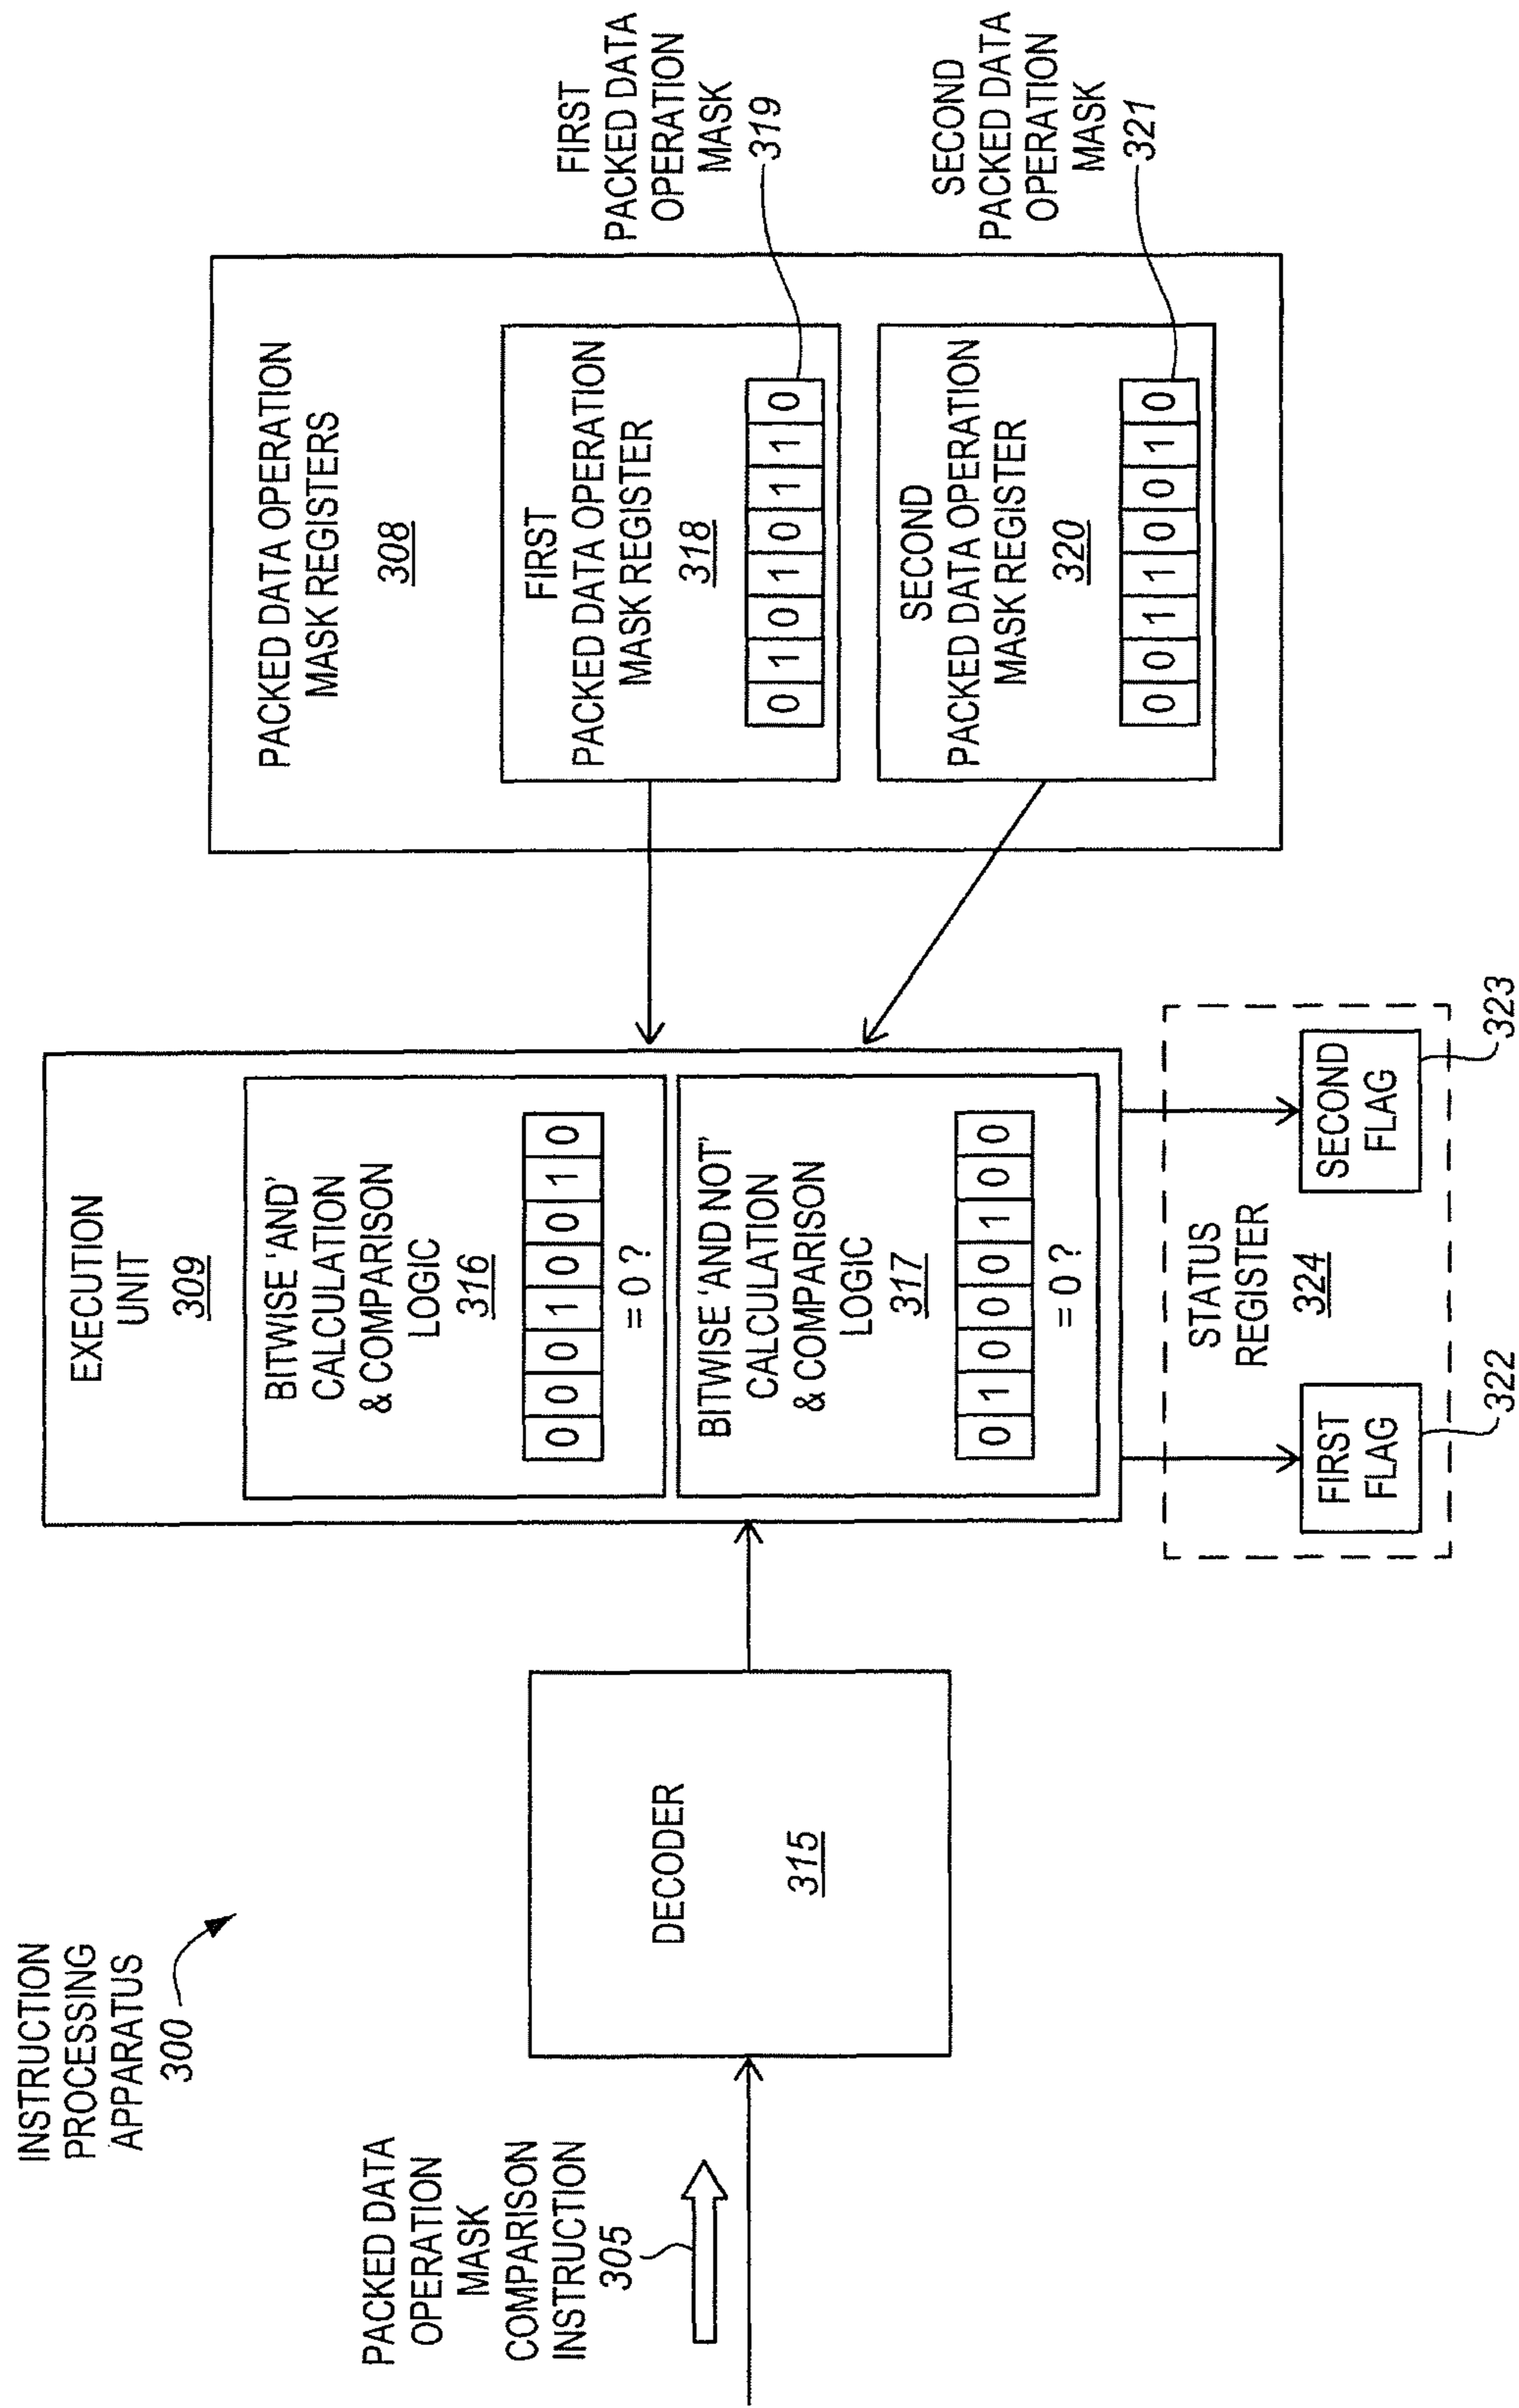 INSTRUCTION
PROCESSING
APPARATUS
300
PACKED DATA
OPERATION
MASK
COMPARISON
INSTRUCTION
305
DECODER
315
EXECUTION
UNIT
309
BITWISE 'AND'
CALCULATION
& COMPARISON
LOGIC
316
0 0 0 1 0 0 1 0
= 0 ?
BITWISE 'AND NOT'
CALCULATION
& COMPARISON
LOGIC
317
0 1 0 0 0 1 0 0
= 0 ?
STATUS
REGISTER
324
FIRST
FLAG
322
SECOND
FLAG
323
PACKED DATA OPERATION
MASK REGISTERS
308
FIRST
PACKED DATA OPERATION
MASK REGISTER
318
0 1 0 1 0 1 1 0
FIRST
PACKED DATA
OPERATION
MASK
319
SECOND
PACKED DATA OPERATION
MASK REGISTER
320
0 0 1 1 0 0 1 0
SECOND
PACKED DATA
OPERATION
MASK
321